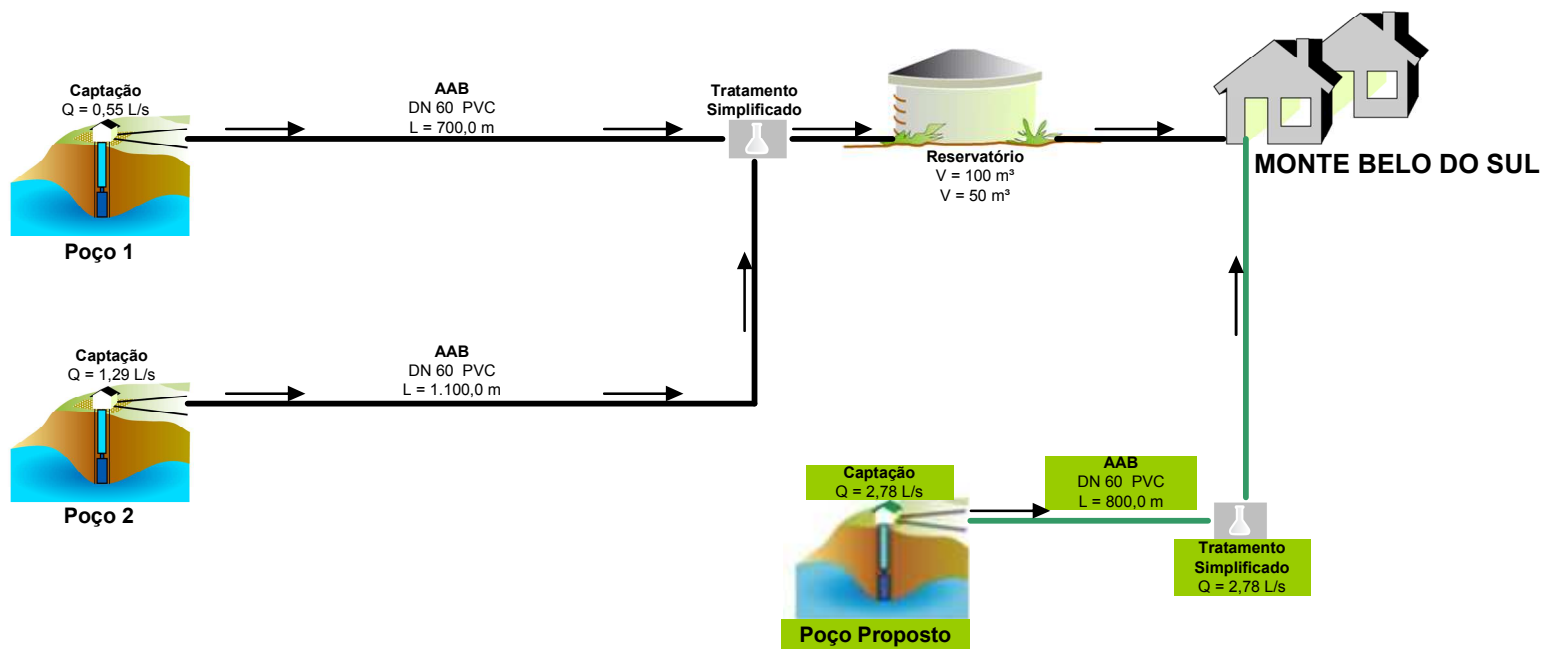 Captação
Q = 0,55 L/s
AAB
DN 60 PVC
L = 700,0 m
Tratamento
Simplificado
Reservatório
V = 100 m³
V = 50 m³
MONTE BELO DO SUL
Poço 1
Captação
Q = 1,29 L/s
AAB
DN 60 PVC
L = 1.100,0 m
Poço 2
Captação
Q = 2,78 L/s
AAB
DN 60 PVC
L = 800,0 m
Tratamento
Simplificado
Q = 2,78 L/s
Poço Proposto